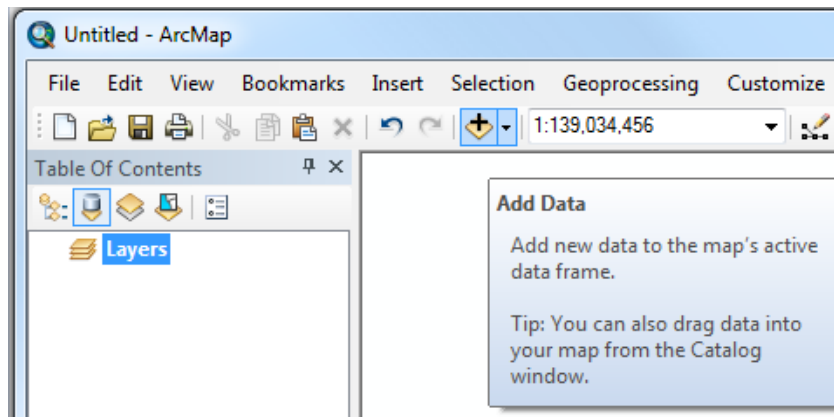 Untitled - ArcMap
File Edit View Bookmarks Insert Selection Geoprocessing Customize
1:139,034,456
Table Of Contents
Layers
Add Data
Add new data to the map's active
data frame.
Tip: You can also drag data into
your map from the Catalog
window.